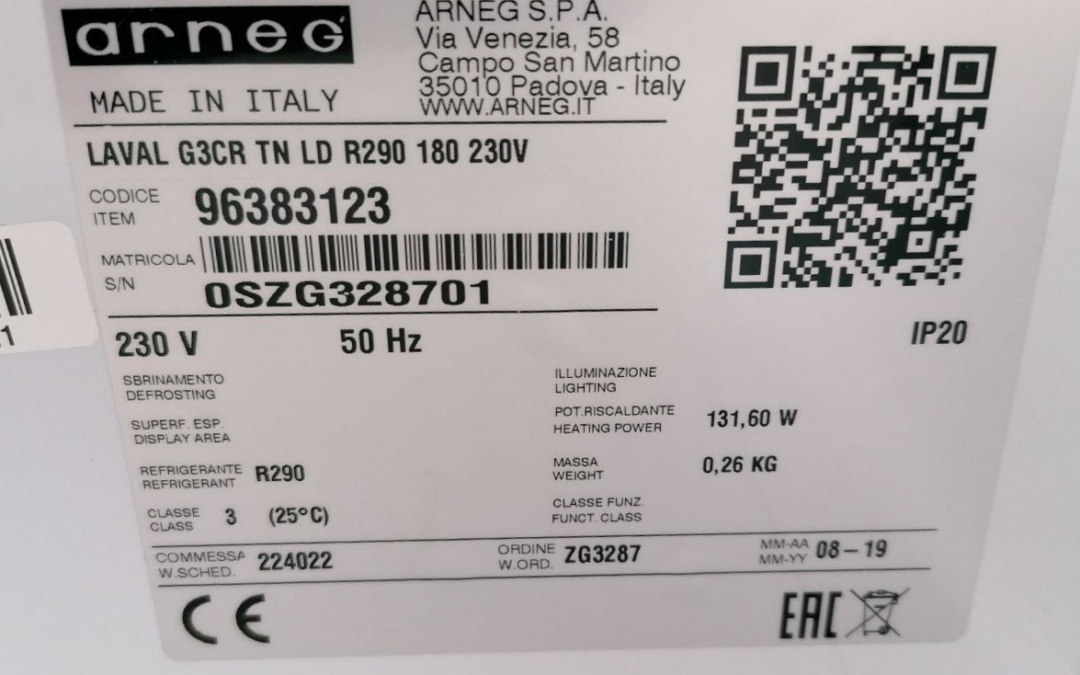 arneg
ARNEG S.P.A.
Via Venezia, 58
Campo San Martino
35010 Padova - Italy
WWW.ARNEG.IT
MADE IN ITALY
LAVAL G3CR TN LD R290 180 230V
CODICE
ITEM
96383123
MATRICOLA
S/N
0SZG328701
230 V 50 Hz IP20
SBRINAMENTO
DEFROSTING
ILLUMINAZIONE
LIGHTING
SUPERF. ESP.
DISPLAY AREA
POT.RISCALDANTE
HEATING POWER
131,60 W
REFRIGERANTE
REFRIGERANT
R290
MASSA
WEIGHT
0,26 KG
CLASSE
CLASS
3 (25°C)
CLASSE FUNZ.
FUNCT. CLASS
COMMESSA
W.SCHED.
224022
ORDINE
W.ORD.
ZG3287
MM-AA
MM-YY
08-19
CE
EAC
1